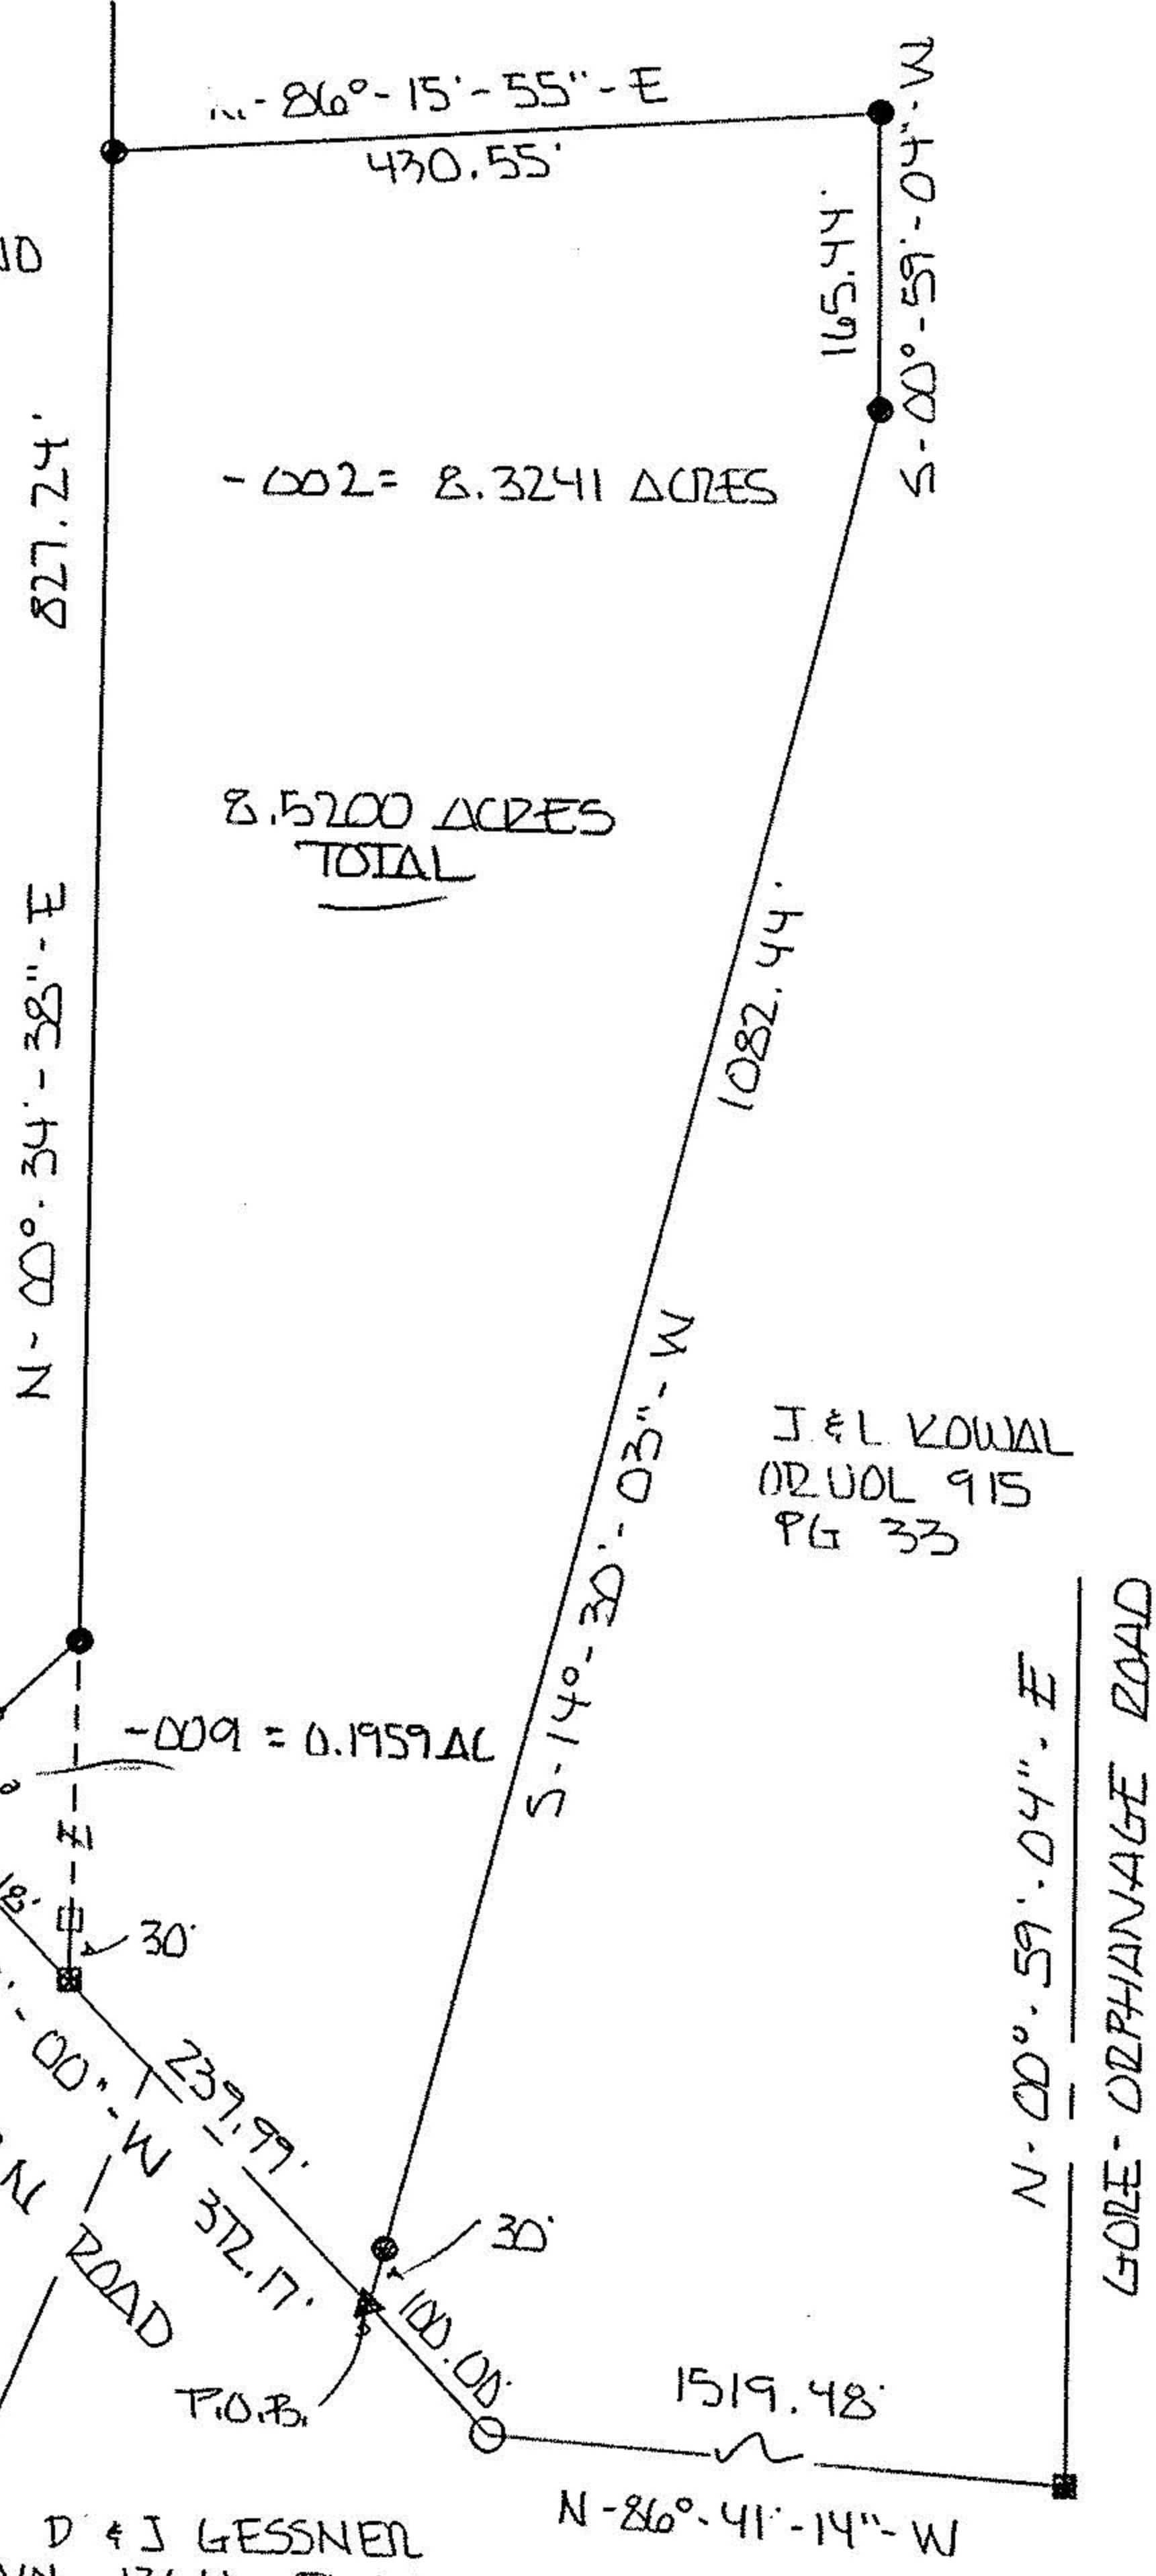 -86°-15'-55"-E
430.55'
S-00°-59'-04"-W
165.44'
827.24'
-002= 8.3241 ACRES
8.5200 ACRES
TOTAL
N-00°-34'-38"-E
1082.44'
S-14°-30'-03"-W
J & L KOWAL
OR VOL 915
PG 33
-009 = 0.1959 AC
30'
239.99'
00"-W 372.17'
ROAD
30'
100.00'
P.O.B.
1519.48'
N-86°-41'-14"-W
N-00°-59'-04"-E
GORE-ORPHANAGE ROAD
D & J GESSNER